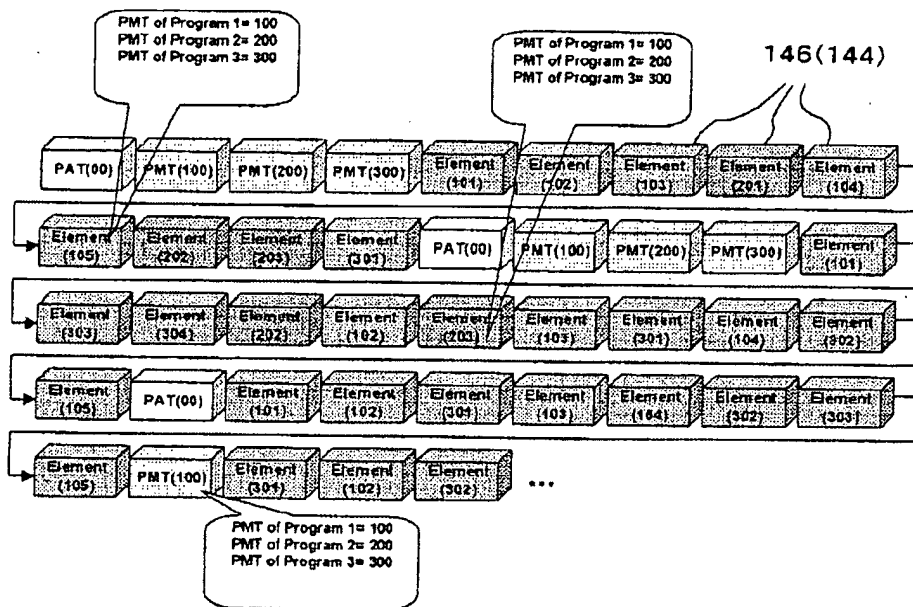 PMT of Program 1= 100
PMT of Program 2= 200
PMT of Program 3= 300
PMT of Program 1= 100
PMT of Program 2= 200
PMT of Program 3= 300
146(144)
PAT(00) PMT(100) PMT(200) PMT(300) Element (101) Element (102) Element (103) Element (201) Element (104)
Element (105) Element (202) Element (203) Element (301) PAT(00) PMT(100) PMT(200) PMT(300) Element (101)
Element (303) Element (304) Element (202) Element (102) Element (203) Element (103) Element (301) Element (104) Element (302)
Element (105) PAT(00) Element (101) Element (102) Element (301) Element (103) Element (104) Element (302) Element (303)
Element (105) PMT(100) Element (301) Element (102) Element (302) ...
PMT of Program 1= 100
PMT of Program 2= 200
PMT of Program 3= 300